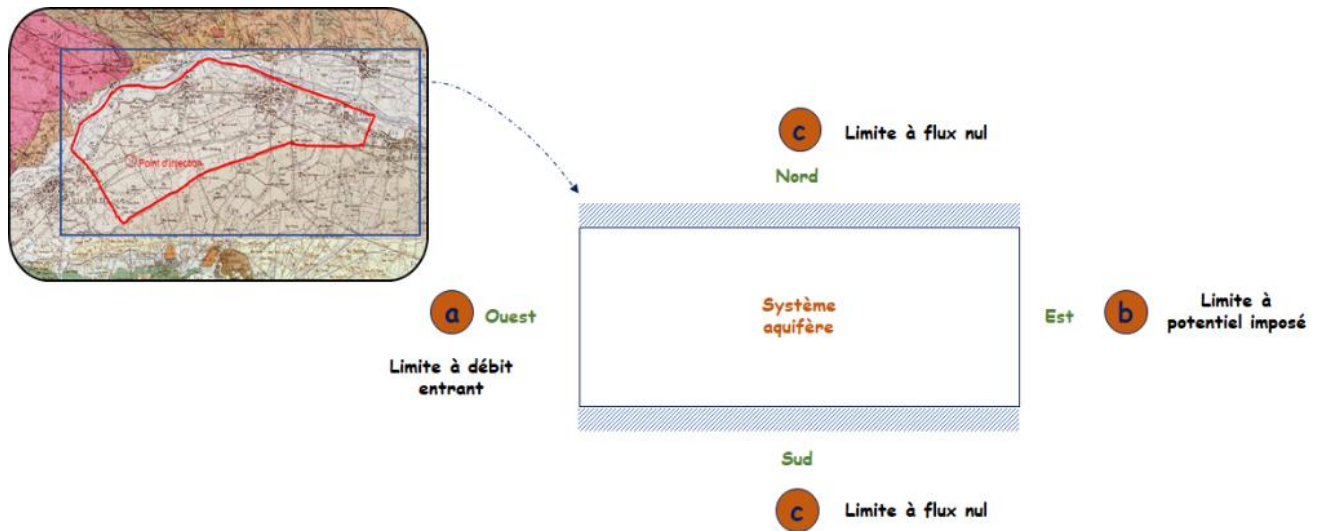 Point d'injection
c
Limite à flux nul
Nord
a
Ouest
Système
aquifère
Est
b
Limite à
potentiel imposé
Limite à débit
entrant
Sud
c
Limite à flux nul